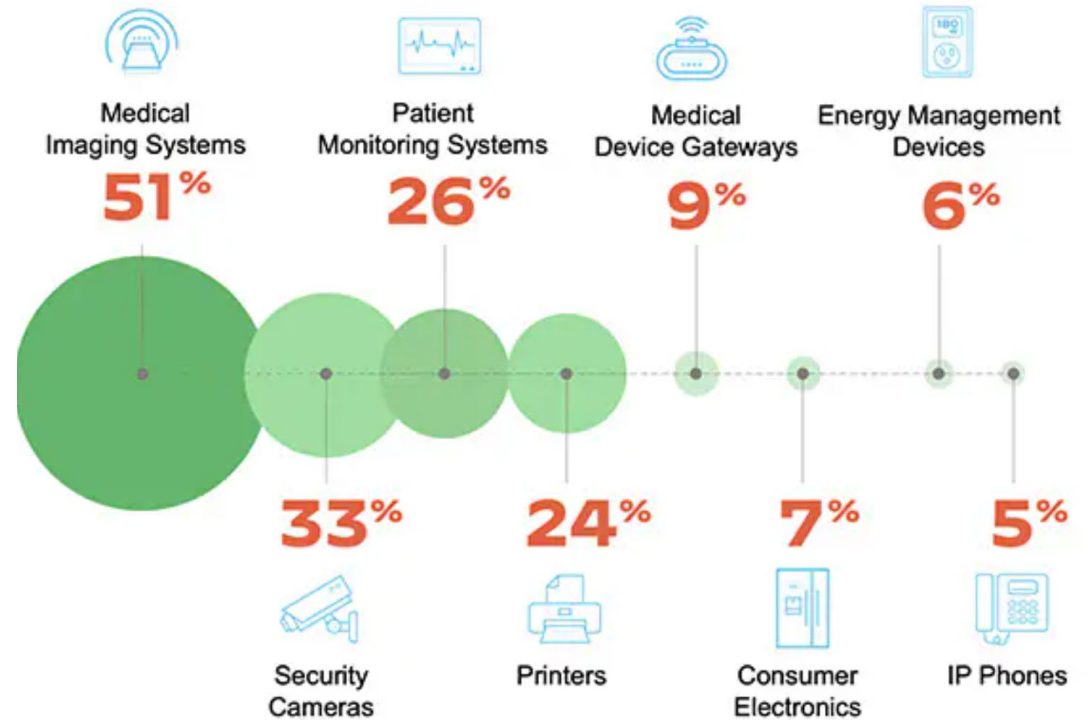 Medical
Imaging Systems
51%
Patient
Monitoring Systems
26%
Medical
Device Gateways
9%
180
Energy Management
Devices
6%
33%
Security
Cameras
24%
Printers
7%
Consumer
Electronics
5%
IP Phones